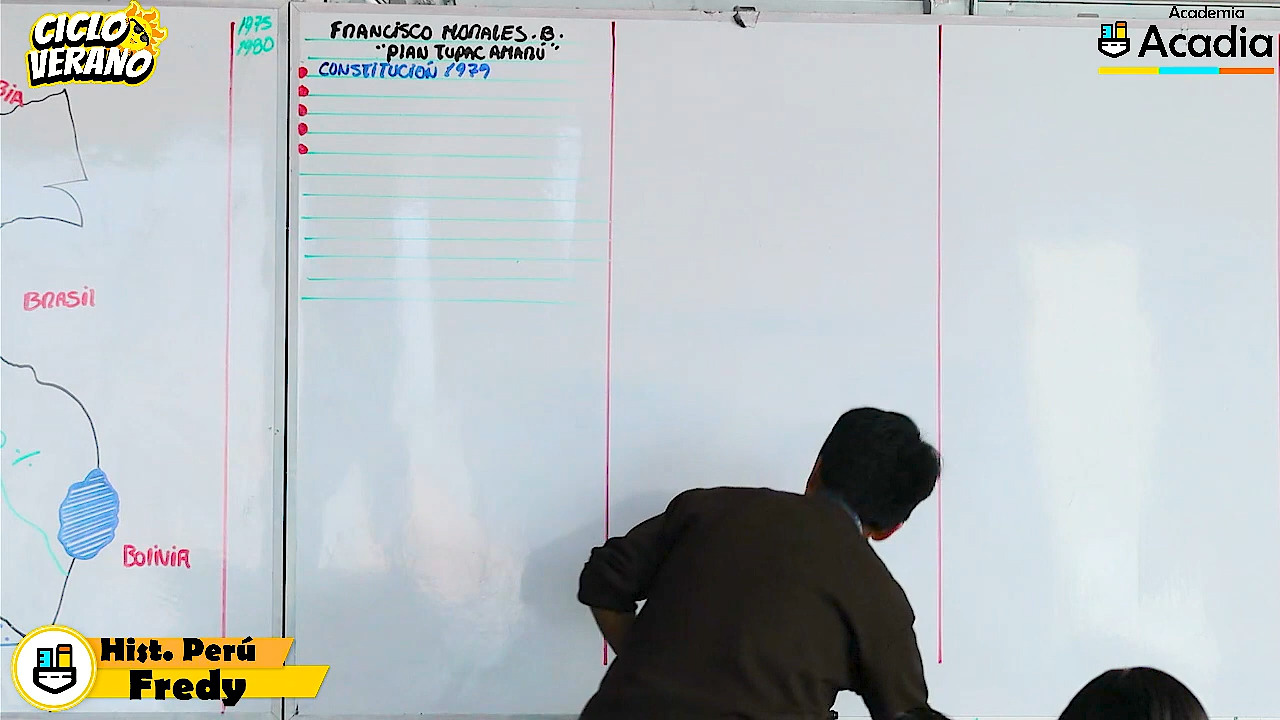 CICLO
VERANO
1975
1980
FRANCISCO MORALES.B.
"PLAN TUPAC AMARU"
CONSTITUCIÓN 1979
Academia
Acadia
BRASIL
BOLIVIA
Hist. Perú
Fredy